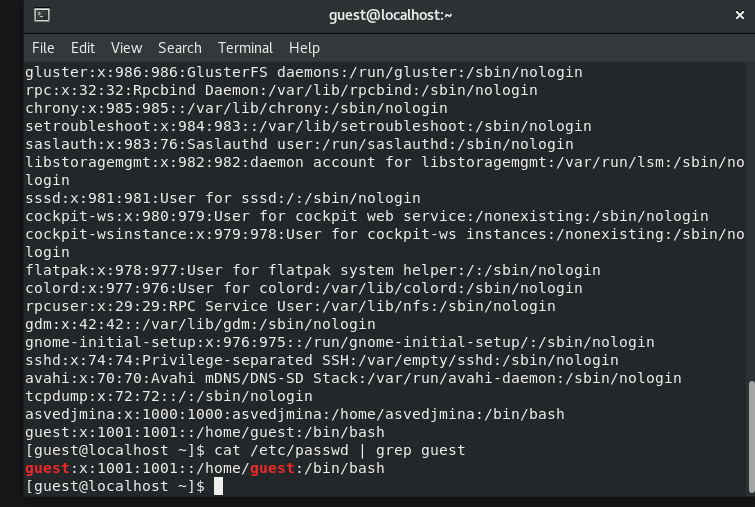 guest@localhost:~
File Edit View Search Terminal Help
gluster:x:986:986:GlusterFS daemons:/run/gluster:/sbin/nologin
rpc:x:32:32:Rpcbind Daemon:/var/lib/rpcbind:/sbin/nologin
chrony:x:985:985::/var/lib/chrony:/sbin/nologin
setroubleshoot:x:984:983::/var/lib/setroubleshoot:/sbin/nologin
saslauth:x:983:76:Saslauthd user:/run/saslauthd:/sbin/nologin
libstoragemgmt:x:982:982:daemon account for libstoragemgmt:/var/run/lsm:/sbin/no
login
sssd:x:981:981:User for sssd:/:/sbin/nologin
cockpit-ws:x:980:979:User for cockpit web service:/nonexisting:/sbin/nologin
cockpit-wsinstance:x:979:978:User for cockpit-ws instances:/nonexisting:/sbin/no
login
flatpak:x:978:977:User for flatpak system helper:/:/sbin/nologin
colord:x:977:976:User for colord:/var/lib/colord:/sbin/nologin
rpcuser:x:29:29:RPC Service User:/var/lib/nfs:/sbin/nologin
gdm:x:42:42::/var/lib/gdm:/sbin/nologin
gnome-initial-setup:x:976:975::/run/gnome-initial-setup/:/sbin/nologin
sshd:x:74:74:Privilege-separated SSH:/var/empty/sshd:/sbin/nologin
avahi:x:70:70:Avahi mDNS/DNS-SD Stack:/var/run/avahi-daemon:/sbin/nologin
tcpdump:x:72:72::/:/sbin/nologin
asvedjmina:x:1000:1000:asvedjmina:/home/asvedjmina:/bin/bash
guest:x:1001:1001::/home/guest:/bin/bash
[guest@localhost ~]$ cat /etc/passwd | grep guest
guest:x:1001:1001::/home/guest:/bin/bash
[guest@localhost ~]$